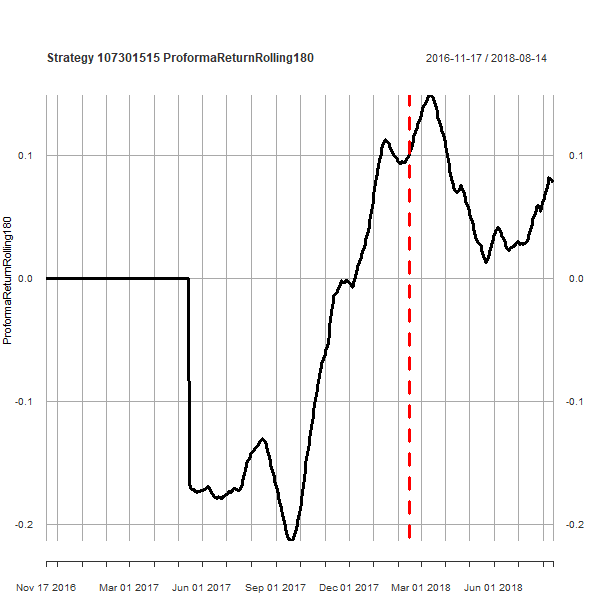 Strategy 107301515 ProformaReturnRolling180
2016-11-17 / 2018-08-14
ProformaReturnRolling180
0.1
0.1
0.0
0.0
-0.1
-0.1
-0.2
-0.2
Nov 17 2016
Mar 01 2017
Jun 01 2017
Sep 01 2017
Dec 01 2017
Mar 01 2018
Jun 01 2018